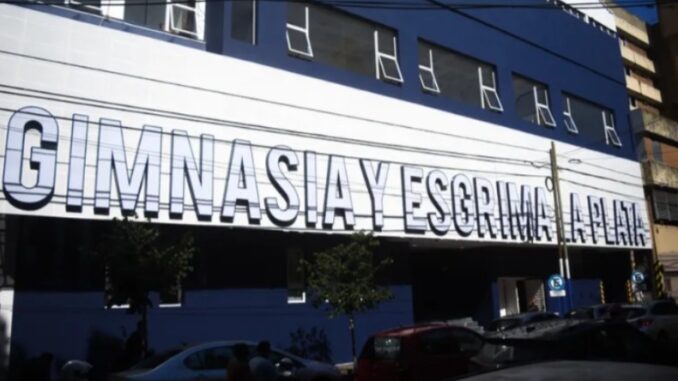 GIMNASIA Y ESGRIMA LA PLATA